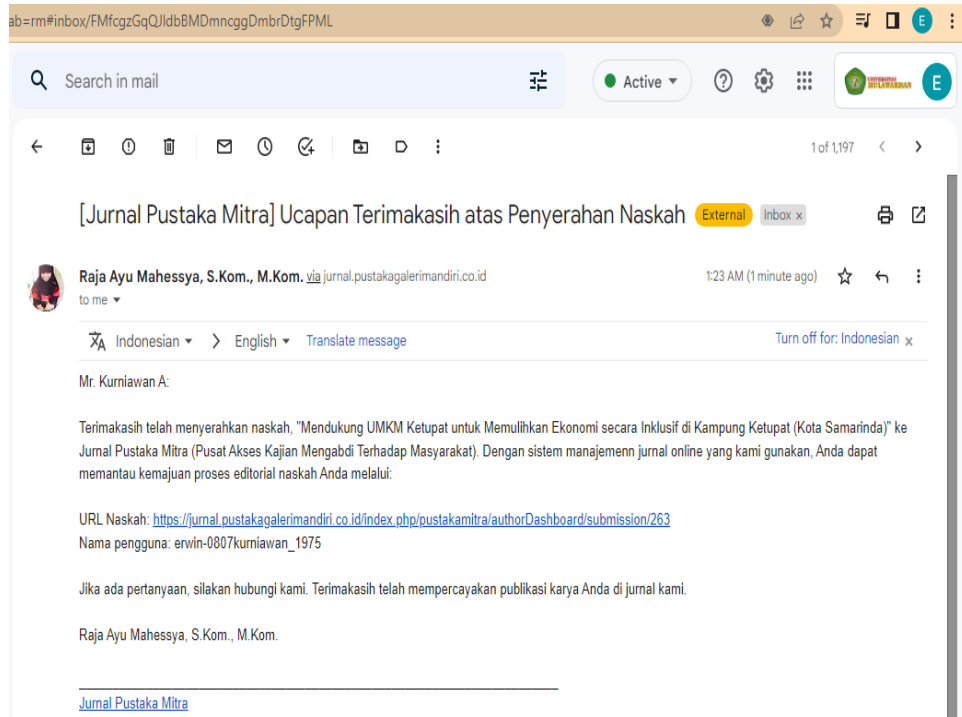 ab=rm#inbox/FMfcgzGqQJldbBMDmncggDmbrDtgFPML
E
Search in mail
Active
UNIVERSITAS
MULAWARMAN
E
1 of 1,197
[Jurnal Pustaka Mitra] Ucapan Terimakasih atas Penyerahan Naskah External Inbox x
Raja Ayu Mahessya, S.Kom., M.Kom. via jurnal.pustakagalerimandiri.co.id 1:23 AM (1 minute ago)
to me
Indonesian > English Translate message Turn off for: Indonesian x
Mr. Kurniawan A:
Terimakasih telah menyerahkan naskah, "Mendukung UMKM Ketupat untuk Memulihkan Ekonomi secara Inklusif di Kampung Ketupat (Kota Samarinda)" ke
Jurnal Pustaka Mitra (Pusat Akses Kajian Mengabdi Terhadap Masyarakat). Dengan sistem manajemenn jurnal online yang kami gunakan, Anda dapat
memantau kemajuan proses editorial naskah Anda melalui:
URL Naskah: https://jurnal.pustakagalerimandiri.co.id/index.php/pustakamitra/authorDashboard/submission/263
Nama pengguna: erwin-0807kurniawan_1975
Jika ada pertanyaan, silakan hubungi kami. Terimakasih telah mempercayakan publikasi karya Anda di jurnal kami.
Raja Ayu Mahessya, S.Kom., M.Kom.
Jurnal Pustaka Mitra